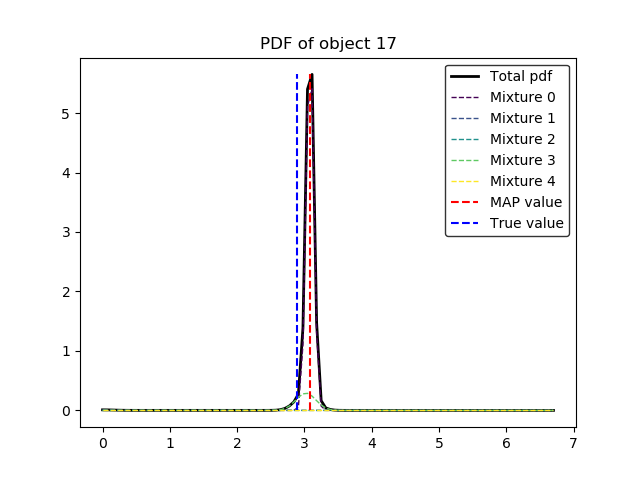 PDF of object 17
Total pdf
Mixture 0
Mixture 1
Mixture 2
Mixture 3
Mixture 4
MAP value
True value
5
4
3
2
1
0
0 1 2 3 4 5 6 7